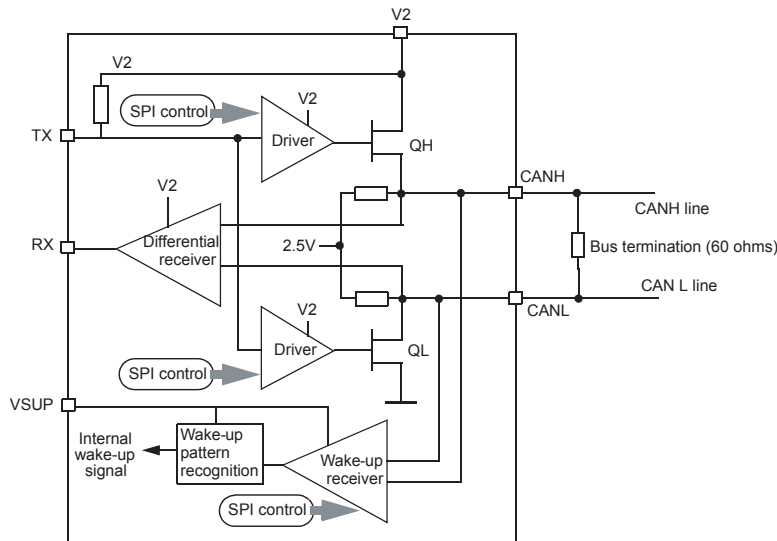 V2
V2
SPI control
V2
TX
Driver
QH
CANH
V2
CANH line
RX
Differential
receiver
2.5V
Bus termination (60 ohms)
CAN L line
V2
CANL
Driver
QL
SPI control
VSUP
Internal
wake-up
signal
Wake-up
pattern
recognition
Wake-up
receiver
SPI control